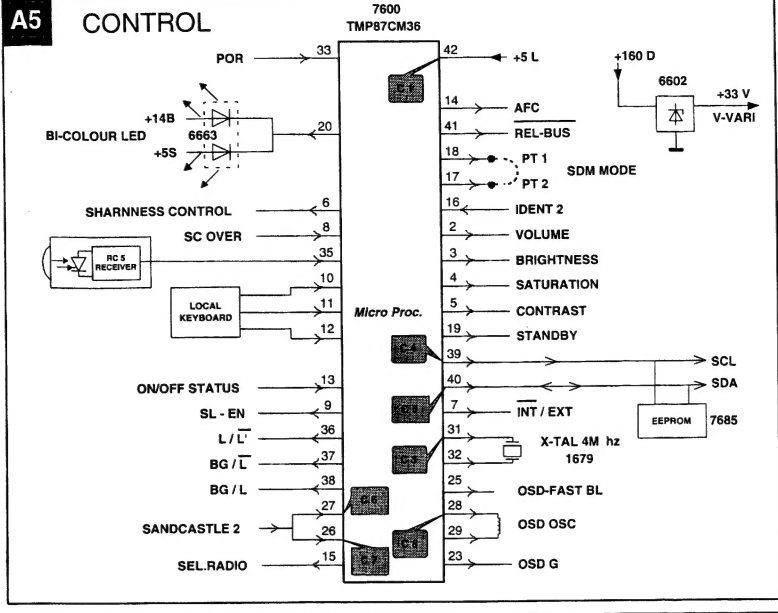 A5 CONTROL
7600
TMP87CM36
POR 33
42 +5 L
+160 D
6602
+33 V
V-VARI
C 1
+14B
BI-COLOUR LED 6663 20
+5S
14 AFC
41 REL-BUS
18 PT 1
SDM MODE
17 PT 2
SHARNNESS CONTROL 6
16 IDENT 2
SC OVER 8
2 VOLUME
RC 5
RECEIVER
35
3 BRIGHTNESS
10
4 SATURATION
LOCAL
KEYBOARD
11
Micro Proc.
5 CONTRAST
12
19 STANDBY
C 4
39 SCL
ON/OFF STATUS 13
40 SDA
SL - EN 9
7 INT / EXT
EEPROM 7685
L / L' 36
31
X-TAL 4M hz
1679
BG / L 37
C 3
32
BG / L 38
25 OSD-FAST BL
27
C 6
28
SANDCASTLE 2
OSD OSC
26
29
C 7
SEL.RADIO 15
23 OSD G